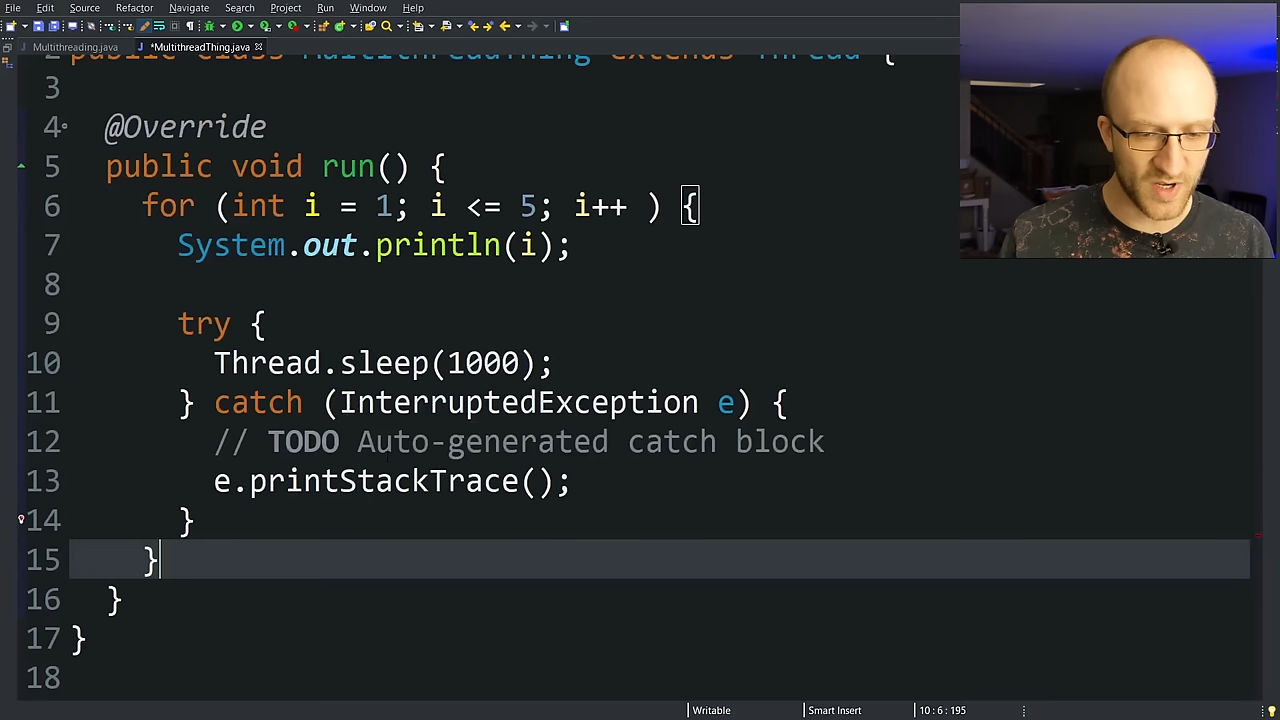 File Edit Source Refactor Navigate Search Project Run Window Help
Multithreading.java *MultithreadThing.java
2 public class MultithreadThing extends Thread {
3
4 @Override
5 public void run() {
6 for (int i = 1; i <= 5; i++ ) {
7 System.out.println(i);
8
9 try {
10 Thread.sleep(1000);
11 } catch (InterruptedException e) {
12 // TODO Auto-generated catch block
13 e.printStackTrace();
14 }
15 }
16 }
17 }
18
Writable Smart Insert 10 : 6 : 195